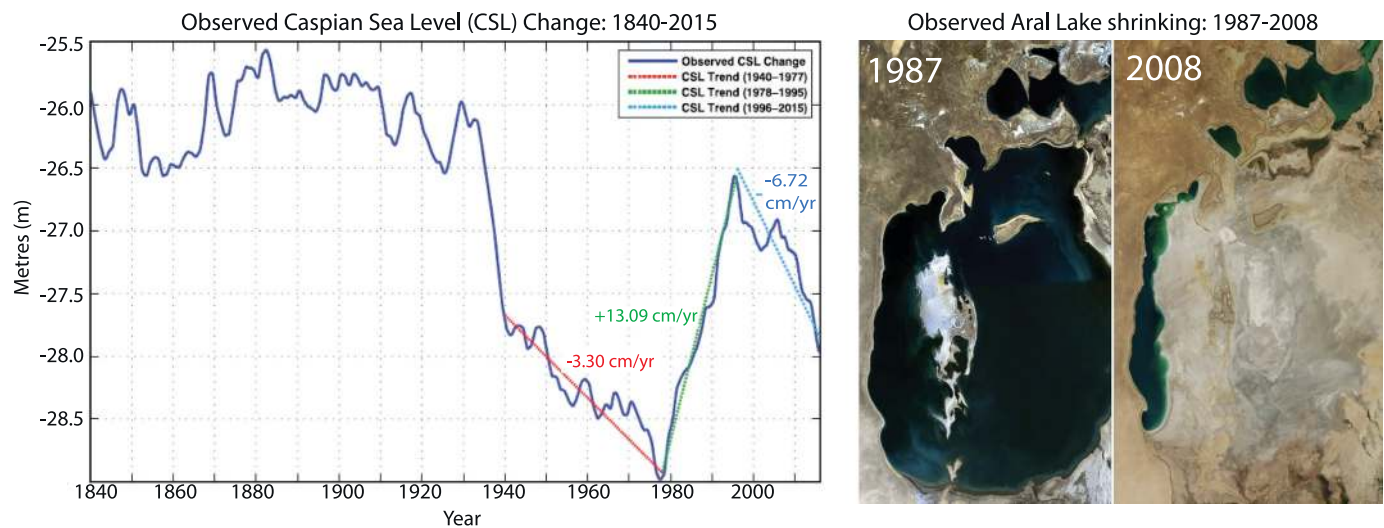 Observed Caspian Sea Level (CSL) Change: 1840-2015
-25.5
-26.0
-26.5
-27.0
-27.5
-28.0
-28.5
Metres (m)
Observed CSL Change
CSL Trend (1940–1977)
CSL Trend (1978–1995)
CSL Trend (1996–2015)
-6.72
cm/yr
+13.09 cm/yr
-3.30 cm/yr
1840 1860 1880 1900 1920 1940 1960 1980 2000
Year
Observed Aral Lake shrinking: 1987-2008
1987
2008